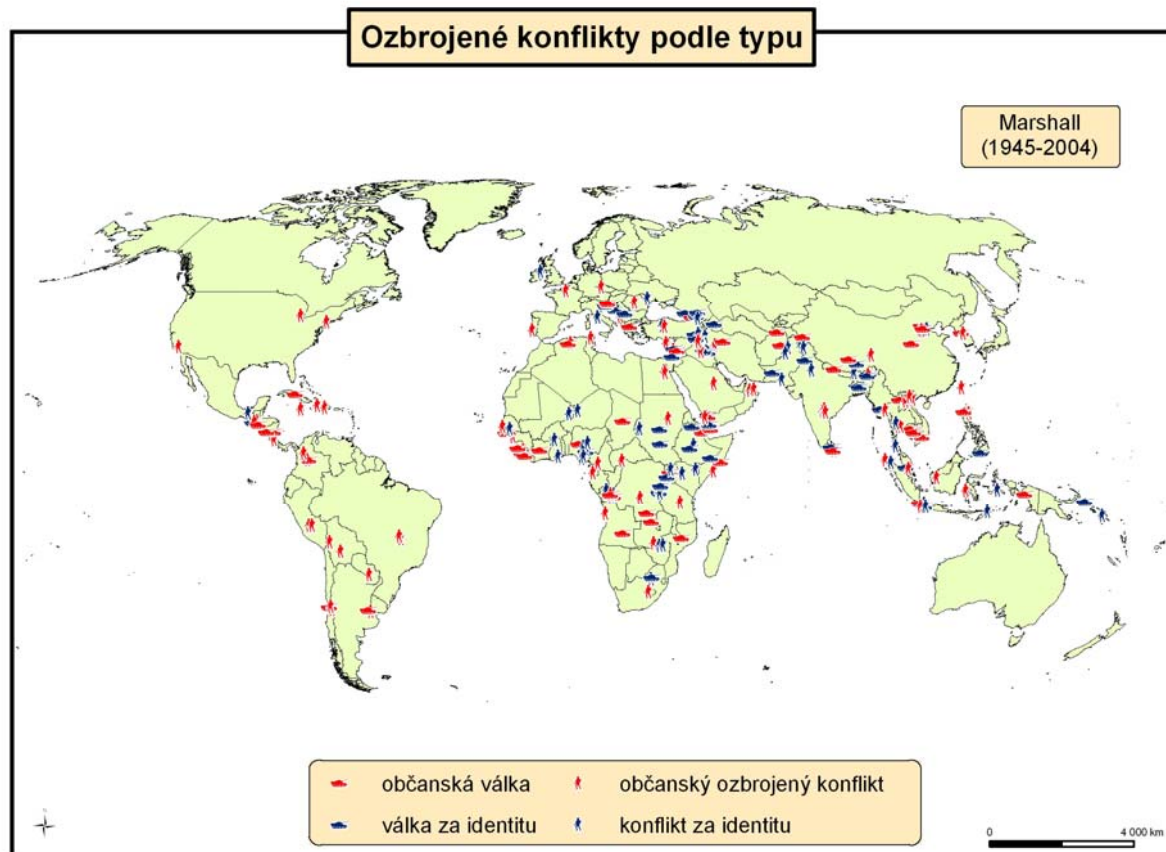 Ozbrojené konflikty podle typu
Marshall
(1945-2004)
občanská válka
občanský ozbrojený konflikt
válka za identitu
konflikt za identitu
0
4 000 km